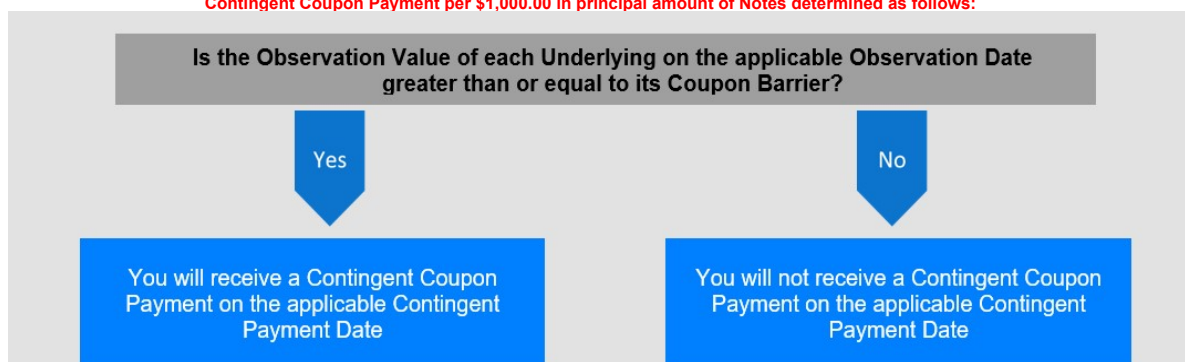 Contingent Coupon Payment per $1,000.00 in principal amount of Notes determined as follows:
Is the Observation Value of each Underlying on the applicable Observation Date
greater than or equal to its Coupon Barrier?
Yes
No
You will receive a Contingent Coupon
Payment on the applicable Contingent
Payment Date
You will not receive a Contingent Coupon
Payment on the applicable Contingent
Payment Date